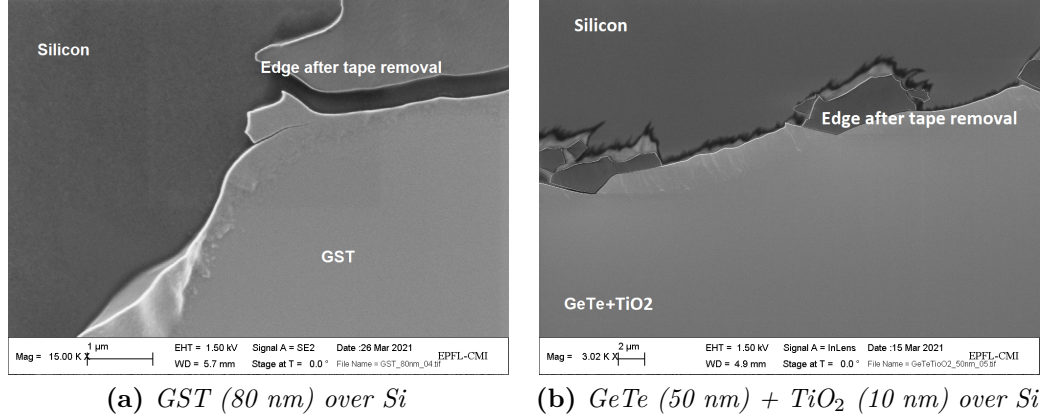 Silicon
Edge after tape removal
GST
Mag = 15.00 K X
1 µm
EHT = 1.50 kV
WD = 5.7 mm
Signal A = SE2
Stage at T = 0.0 °
Date :26 Mar 2021
File Name = GST_80nm_04.tif
EPFL-CMI
(a) GST (80 nm) over Si
Silicon
Edge after tape removal
GeTe+TiO2
Mag = 3.02 K X
2 µm
EHT = 1.50 kV
WD = 4.9 mm
Signal A = InLens
Stage at T = 0.0 °
Date :15 Mar 2021
File Name = GeTeTioO2_50nm_05.tif
EPFL-CMI
(b) GeTe (50 nm) + TiO₂ (10 nm) over Si